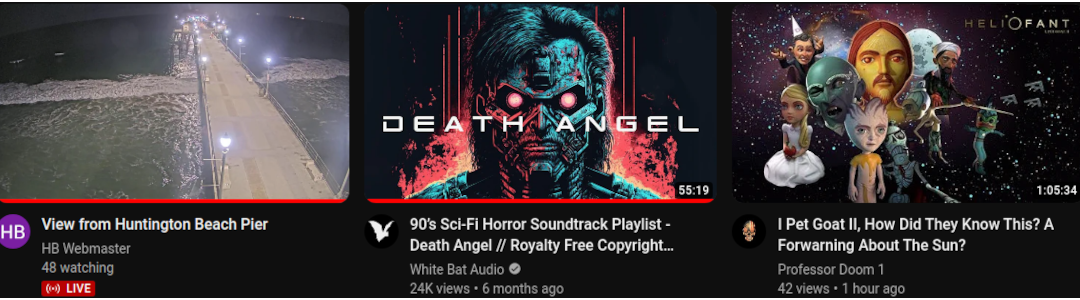 DEATH ANGEL
55:19
HELIOFANT
1:05:34
HB
View from Huntington Beach Pier
HB Webmaster
48 watching
LIVE
90's Sci-Fi Horror Soundtrack Playlist -
Death Angel // Royalty Free Copyright...
White Bat Audio
24K views • 6 months ago
I Pet Goat II, How Did They Know This? A
Forwarning About The Sun?
Professor Doom 1
42 views • 1 hour ago